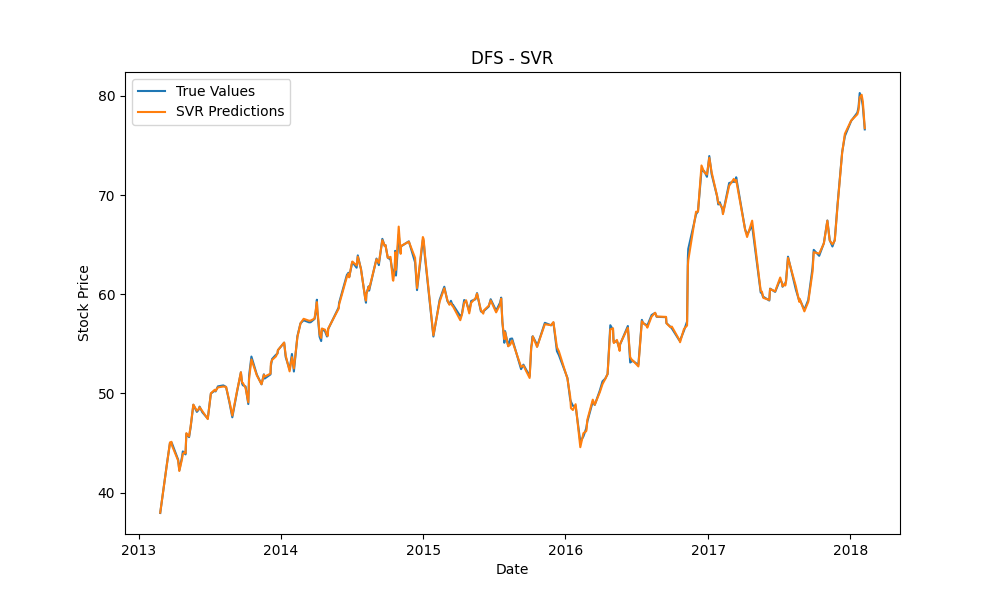 DFS - SVR
True Values
SVR Predictions
80
70
60
50
40
Stock Price
2013 2014 2015 2016 2017 2018
Date